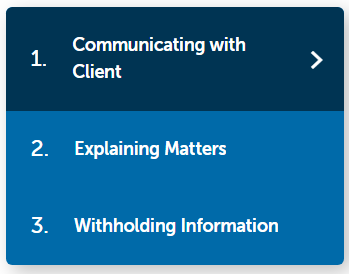 1. Communicating with
Client
2. Explaining Matters
3. Withholding Information